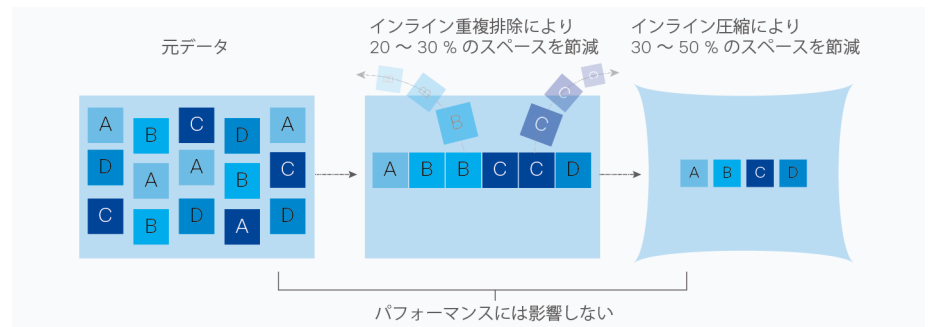 元データ
インライン重複排除により
20 ～ 30 % のスペースを節減
インライン圧縮により
30 ～ 50 % のスペースを節減
A B C D A
D A A B C
C B D A D
B B
C C C
A B B C C D
A B C D
パフォーマンスには影響しない